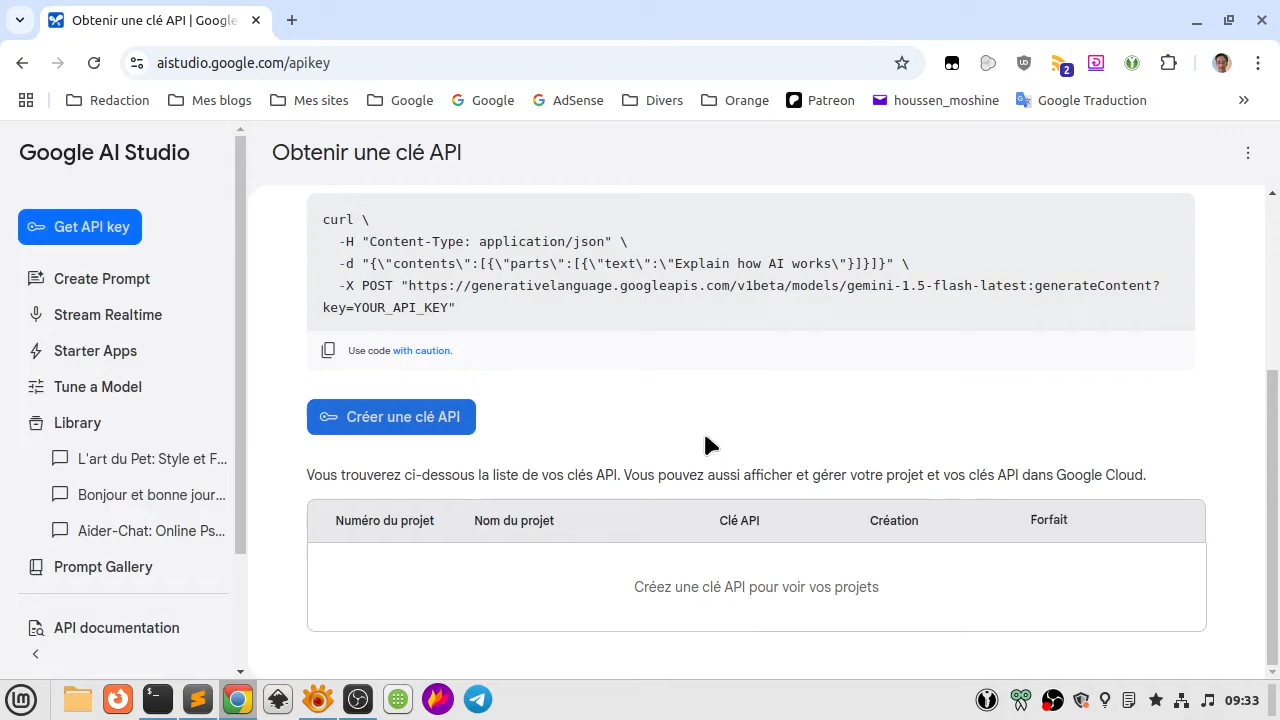 Obtenir une clé API | Google
aistudio.google.com/apikey
2
Redaction
Mes blogs
Mes sites
Google
Google
AdSense
Divers
Orange
Patreon
houssen_moshine
Google Traduction
Google AI Studio
Obtenir une clé API
Get API key
Create Prompt
Stream Realtime
Starter Apps
Tune a Model
Library
L'art du Pet: Style et F...
Bonjour et bonne jour...
Aider-Chat: Online Ps...
Prompt Gallery
API documentation
curl \
-H "Content-Type: application/json" \
-d "{\"contents\":[{\"parts\":[{\"text\":\"Explain how AI works\"}]}]}" \
-X POST "https://generativelanguage.googleapis.com/v1beta/models/gemini-1.5-flash-latest:generateContent?
key=YOUR_API_KEY"
Use code with caution.
Créer une clé API
Vous trouverez ci-dessous la liste de vos clés API. Vous pouvez aussi afficher et gérer votre projet et vos clés API dans Google Cloud.
Numéro du projet
Nom du projet
Clé API
Création
Forfait
Créez une clé API pour voir vos projets
09:33